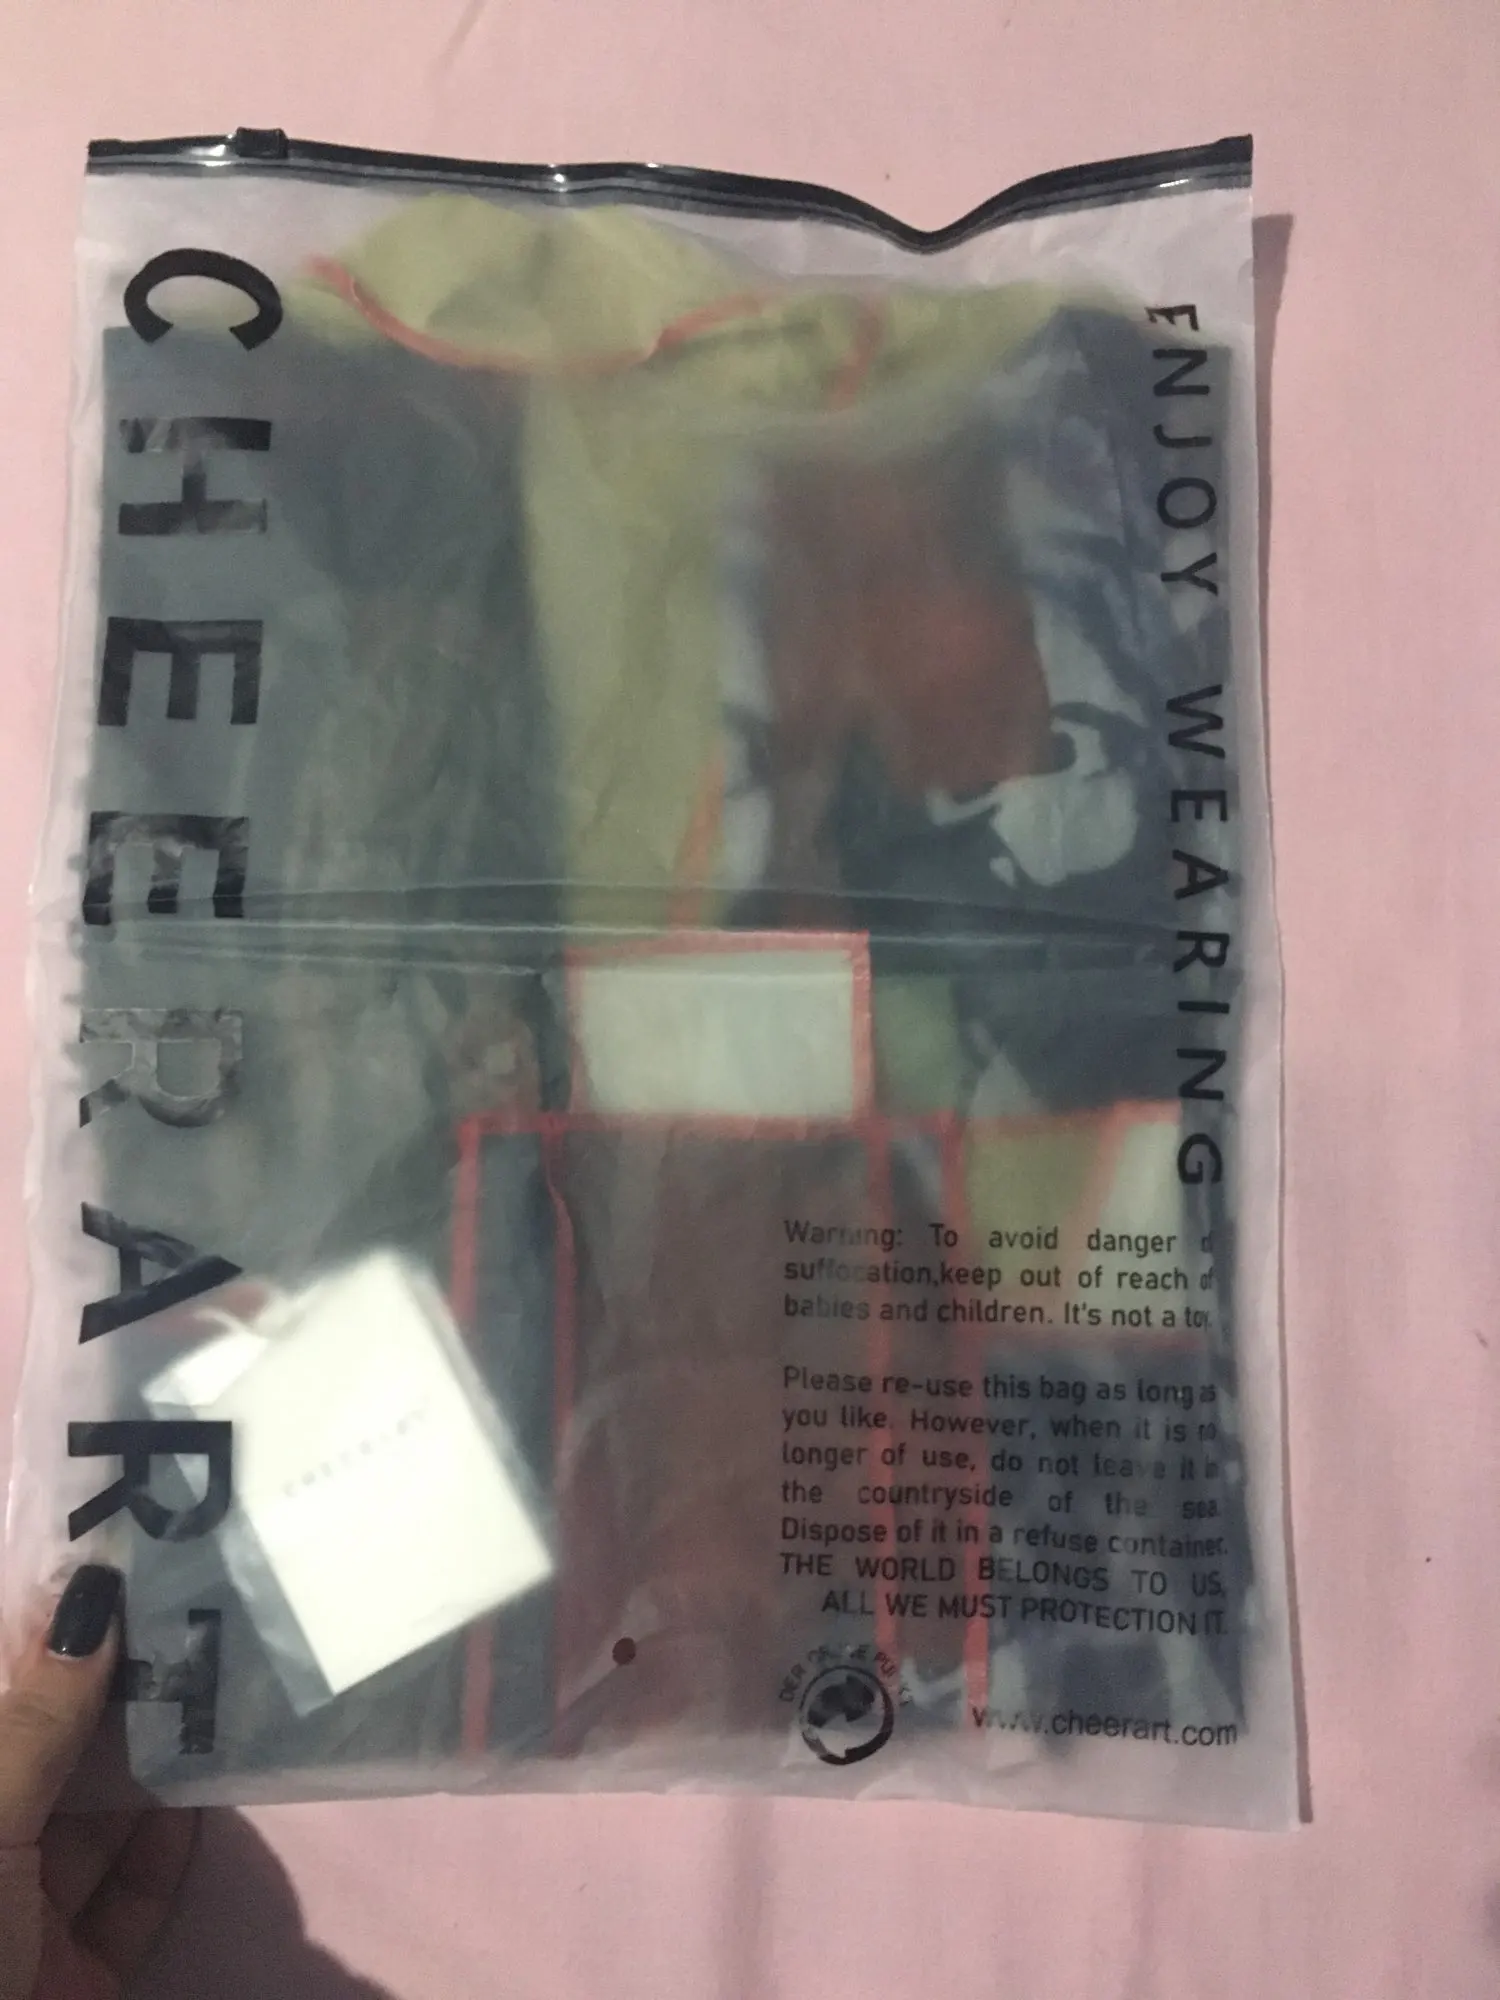 CHEERART
ENJOY WEARING
Warning: To avoid danger
suffocation,keep out of reach of
babies and children. It's not a toy.
Please re-use this bag as long as
you like. However, when it is no
longer of use, do not leave it in
the countryside of the sea.
Dispose of it in a refuse container.
THE WORLD BELONGS TO US,
ALL WE MUST PROTECTION IT.
DER GRÜNE PUNKT
www.cheerart.com